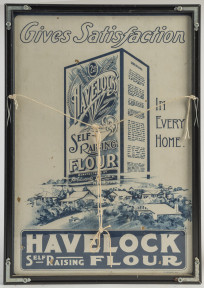 Gives Satisfaction
HAVELOCK
SELF
RAISING
FLOUR
IN
EVERY
HOME.
HAVELOCK
SELF RAISING FLOUR